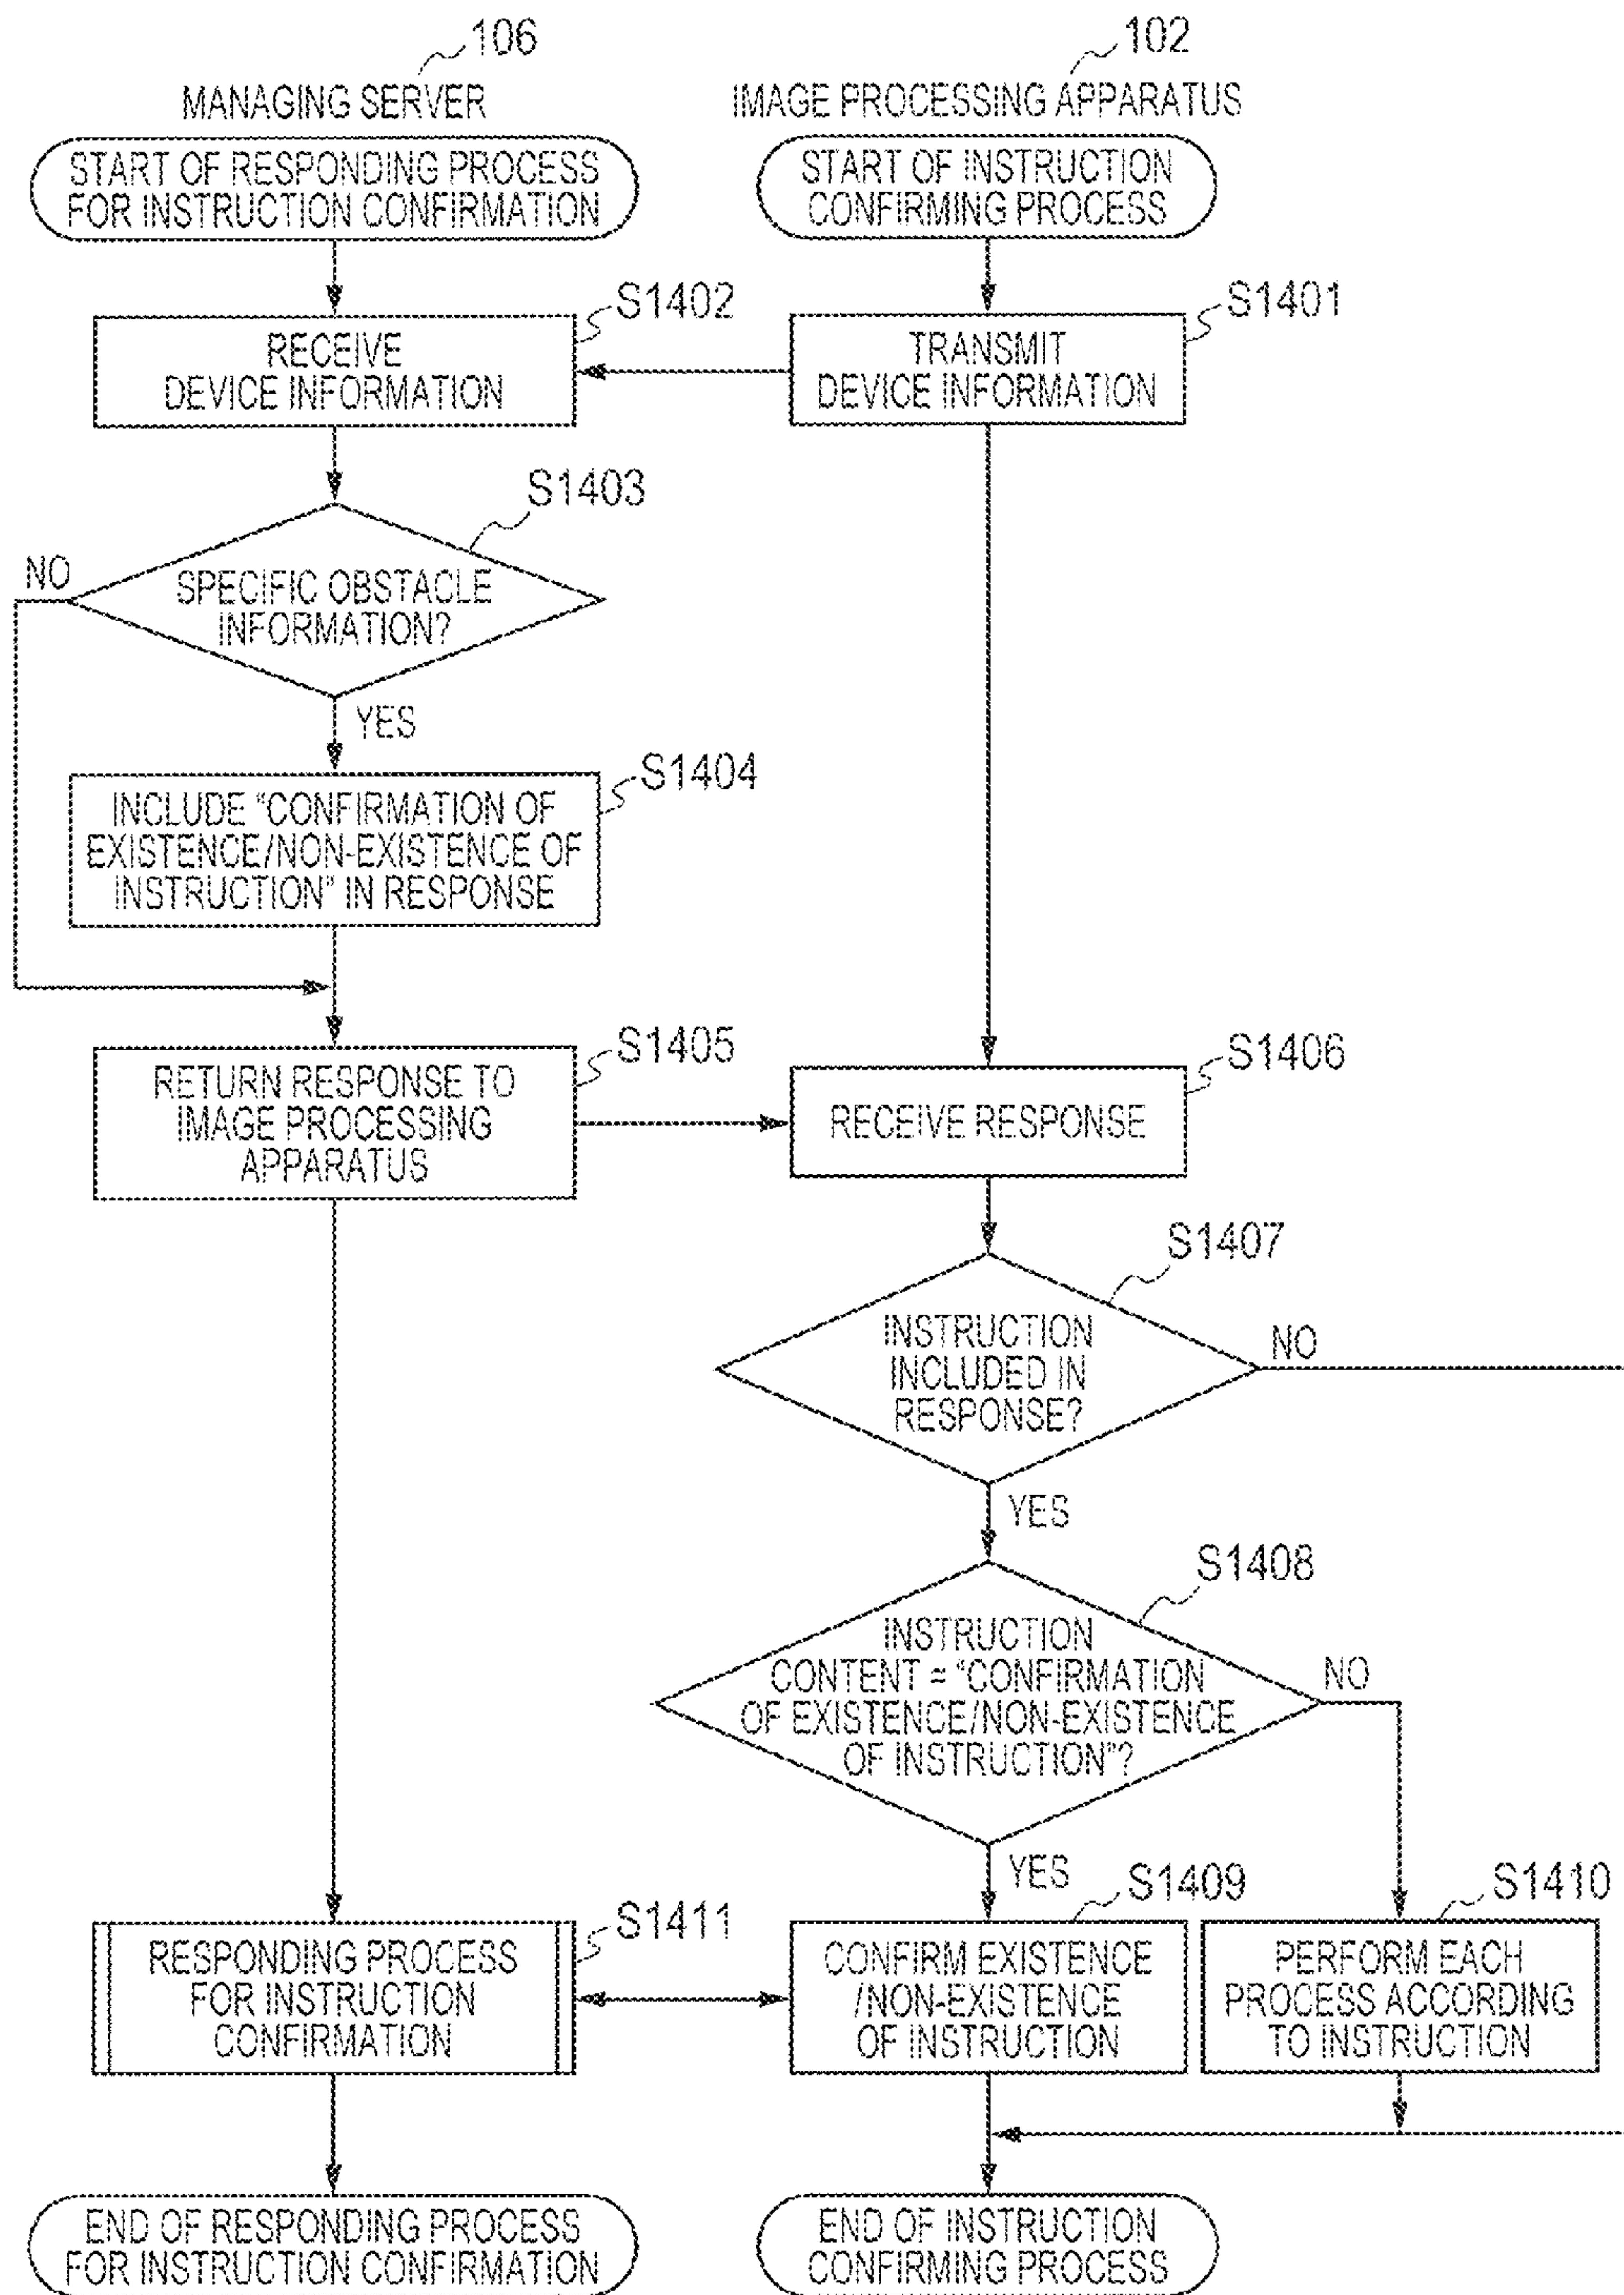 106
MANAGING SERVER
START OF RESPONDING PROCESS
FOR INSTRUCTION CONFIRMATION
102
IMAGE PROCESSING APPARATUS
START OF INSTRUCTION
CONFIRMING PROCESS
S1402
RECEIVE
DEVICE INFORMATION
S1401
TRANSMIT
DEVICE INFORMATION
S1403
NO
SPECIFIC OBSTACLE
INFORMATION?
YES
S1404
INCLUDE "CONFIRMATION OF
EXISTENCE/NON-EXISTENCE OF
INSTRUCTION" IN RESPONSE
S1405
RETURN RESPONSE TO
IMAGE PROCESSING
APPARATUS
S1406
RECEIVE RESPONSE
S1407
INSTRUCTION
INCLUDED IN
RESPONSE?
NO
YES
S1408
INSTRUCTION
CONTENT = "CONFIRMATION
OF EXISTENCE/NON-EXISTENCE
OF INSTRUCTION"?
NO
YES
S1411
RESPONDING PROCESS
FOR INSTRUCTION
CONFIRMATION
S1409
CONFIRM EXISTENCE
/NON-EXISTENCE
OF INSTRUCTION
S1410
PERFORM EACH
PROCESS ACCORDING
TO INSTRUCTION
END OF RESPONDING PROCESS
FOR INSTRUCTION CONFIRMATION
END OF INSTRUCTION
CONFIRMING PROCESS